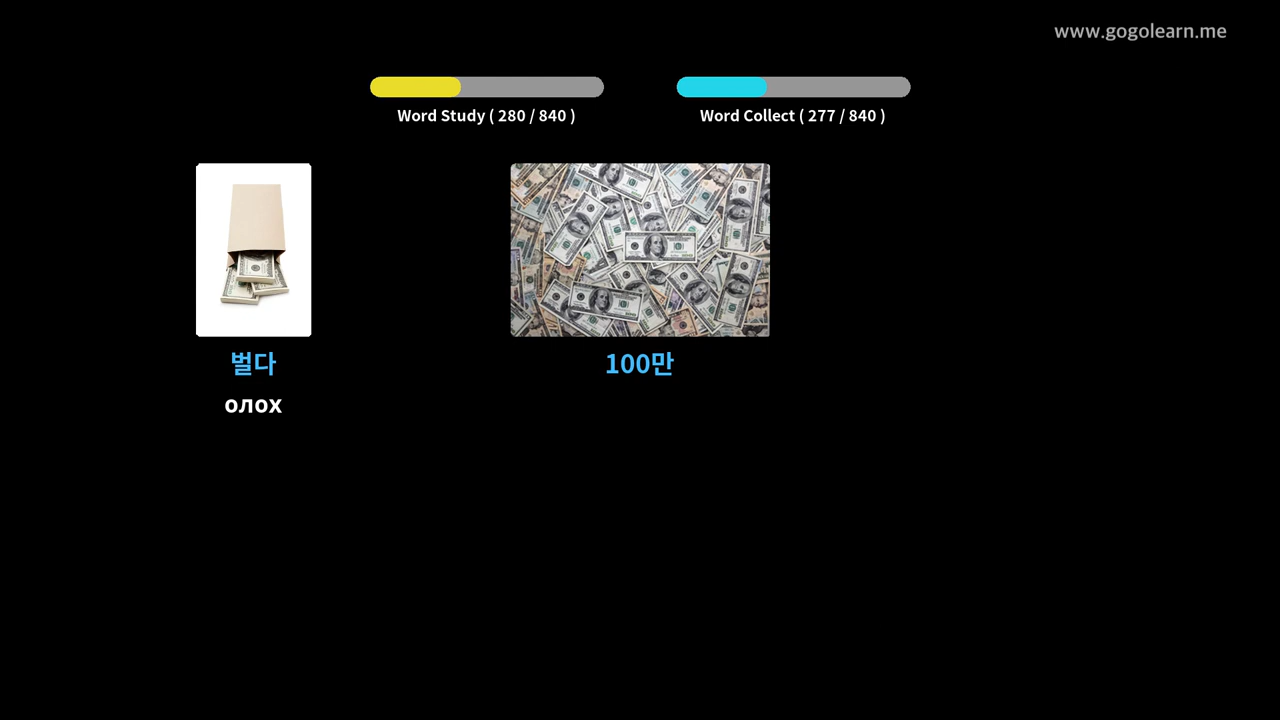 www.gogolearn.me
Word Study ( 280 / 840 )
Word Collect ( 277 / 840 )
벌다
100만
олох